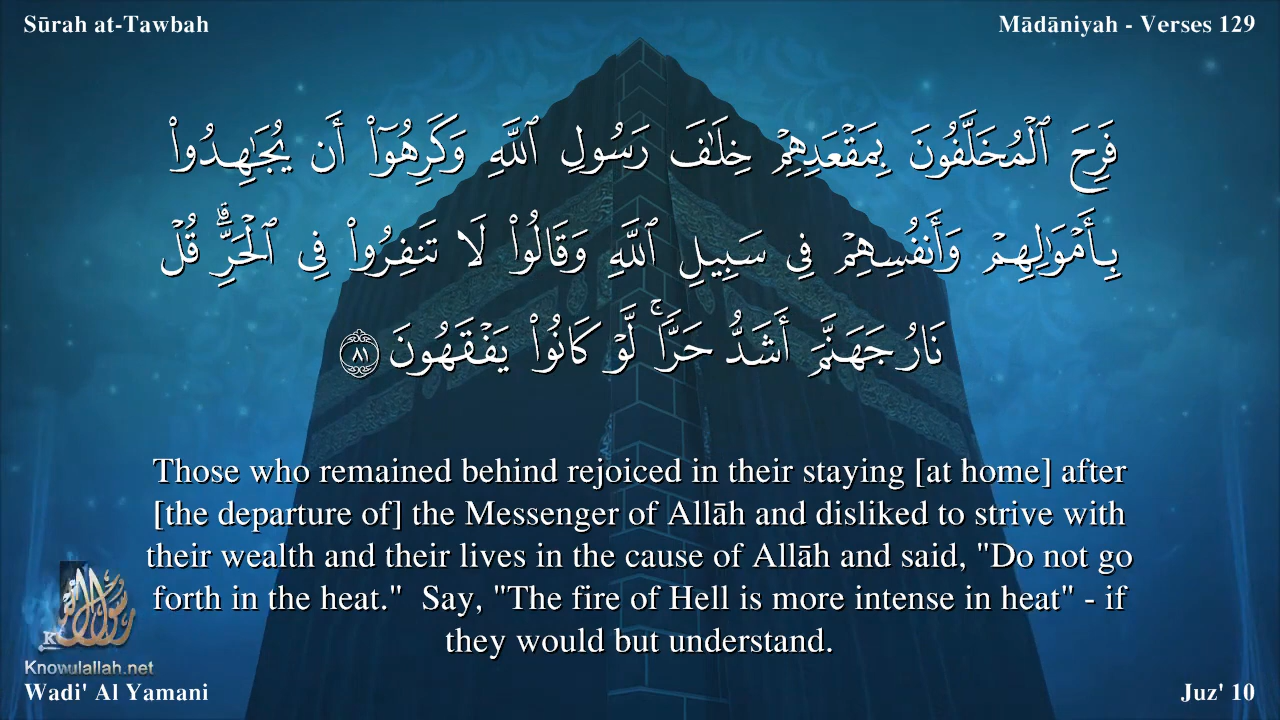 Sūrah at-Tawbah
Mādāniyah - Verses 129
فَرِحَ ٱلْمُخَلَّفُونَ بِمَقْعَدِهِمْ خِلَـٰفَ رَسُولِ ٱللَّهِ وَكَرِهُوٓا۟ أَن يُجَـٰهِدُوا۟
بِأَمْوَٰلِهِمْ وَأَنفُسِهِمْ فِى سَبِيلِ ٱللَّهِ وَقَالُوا۟ لَا تَنفِرُوا۟ فِى ٱلْحَرِّ ۗ قُلْ
نَارُ جَهَنَّمَ أَشَدُّ حَرًّا ۚ لَّوْ كَانُوا۟ يَفْقَهُونَ ٨١
Those who remained behind rejoiced in their staying [at home] after
[the departure of] the Messenger of Allāh and disliked to strive with
their wealth and their lives in the cause of Allāh and said, "Do not go
forth in the heat."  Say, "The fire of Hell is more intense in heat" - if
they would but understand.
Knowulallah.net
Wadi' Al Yamani
Juz' 10